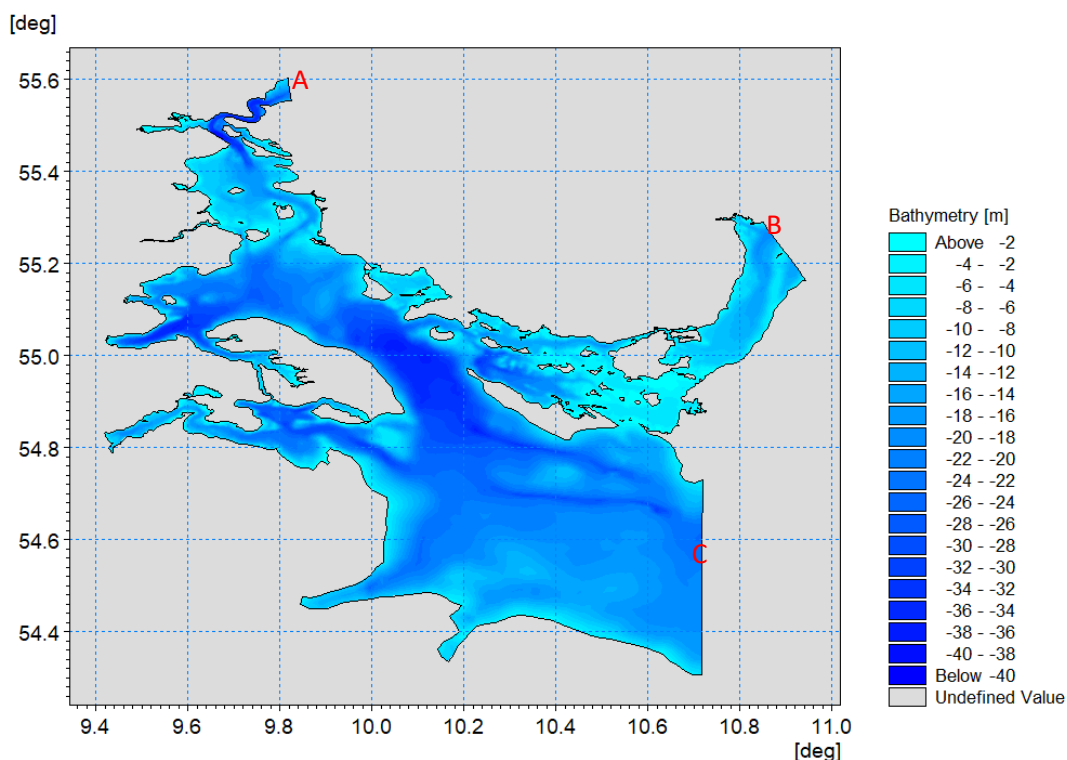 [deg]
55.6
55.4
55.2
55.0
54.8
54.6
54.4
A
B
C
9.4 9.6 9.8 10.0 10.2 10.4 10.6 10.8 11.0
[deg]
Bathymetry [m]
Above -2
-4 - -2
-6 - -4
-8 - -6
-10 - -8
-12 - -10
-14 - -12
-16 - -14
-18 - -16
-20 - -18
-22 - -20
-24 - -22
-26 - -24
-28 - -26
-30 - -28
-32 - -30
-34 - -32
-36 - -34
-38 - -36
-40 - -38
Below -40
Undefined Value